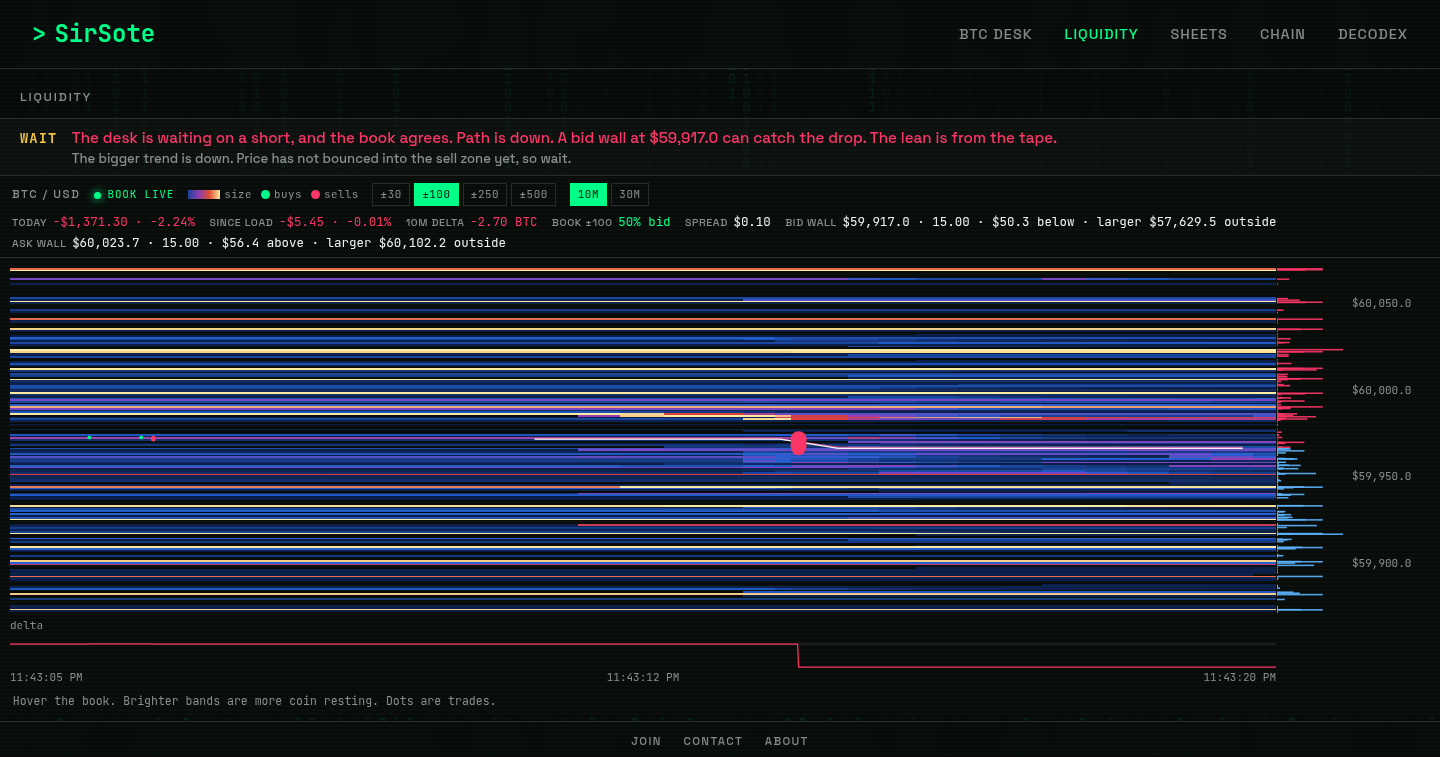 > SirSote
BTC DESK LIQUIDITY SHEETS CHAIN DECODEX
LIQUIDITY
WAIT The desk is waiting on a short, and the book agrees. Path is down. A bid wall at $59,917.0 can catch the drop. The lean is from the tape.
The bigger trend is down. Price has not bounced into the sell zone yet, so wait.
BTC / USD BOOK LIVE size buys sells ±30 ±100 ±250 ±500 10M 30M
TODAY -$1,371.30 · -2.24% SINCE LOAD -$5.45 · -0.01% 10M DELTA -2.70 BTC BOOK ±100 50% bid SPREAD $0.10 BID WALL $59,917.0 · 15.00 · $50.3 below · larger $57,629.5 outside
ASK WALL $60,023.7 · 15.00 · $56.4 above · larger $60,102.2 outside
$60,050.0
$60,000.0
$59,950.0
$59,900.0
delta
11:43:05 PM 11:43:12 PM 11:43:20 PM
Hover the book. Brighter bands are more coin resting. Dots are trades.
JOIN CONTACT ABOUT